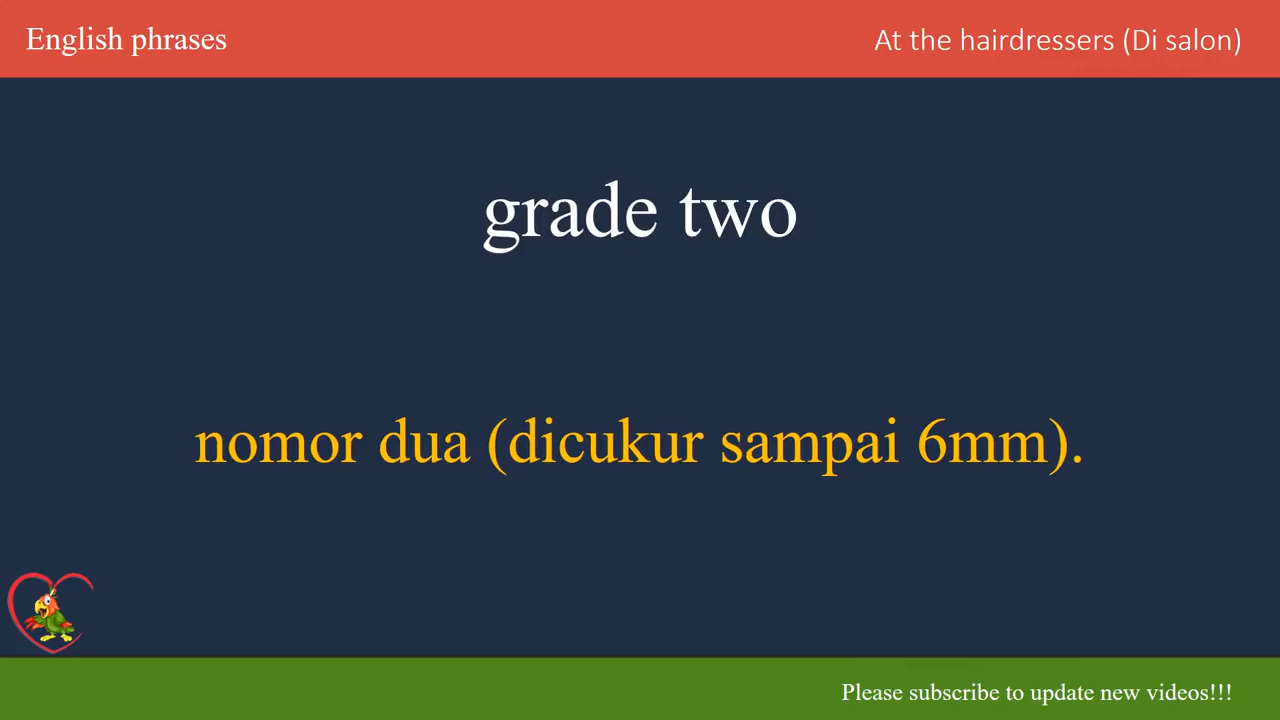 English phrases
At the hairdressers (Di salon)
grade two
nomor dua (dicukur sampai 6mm).
Please subscribe to update new videos!!!